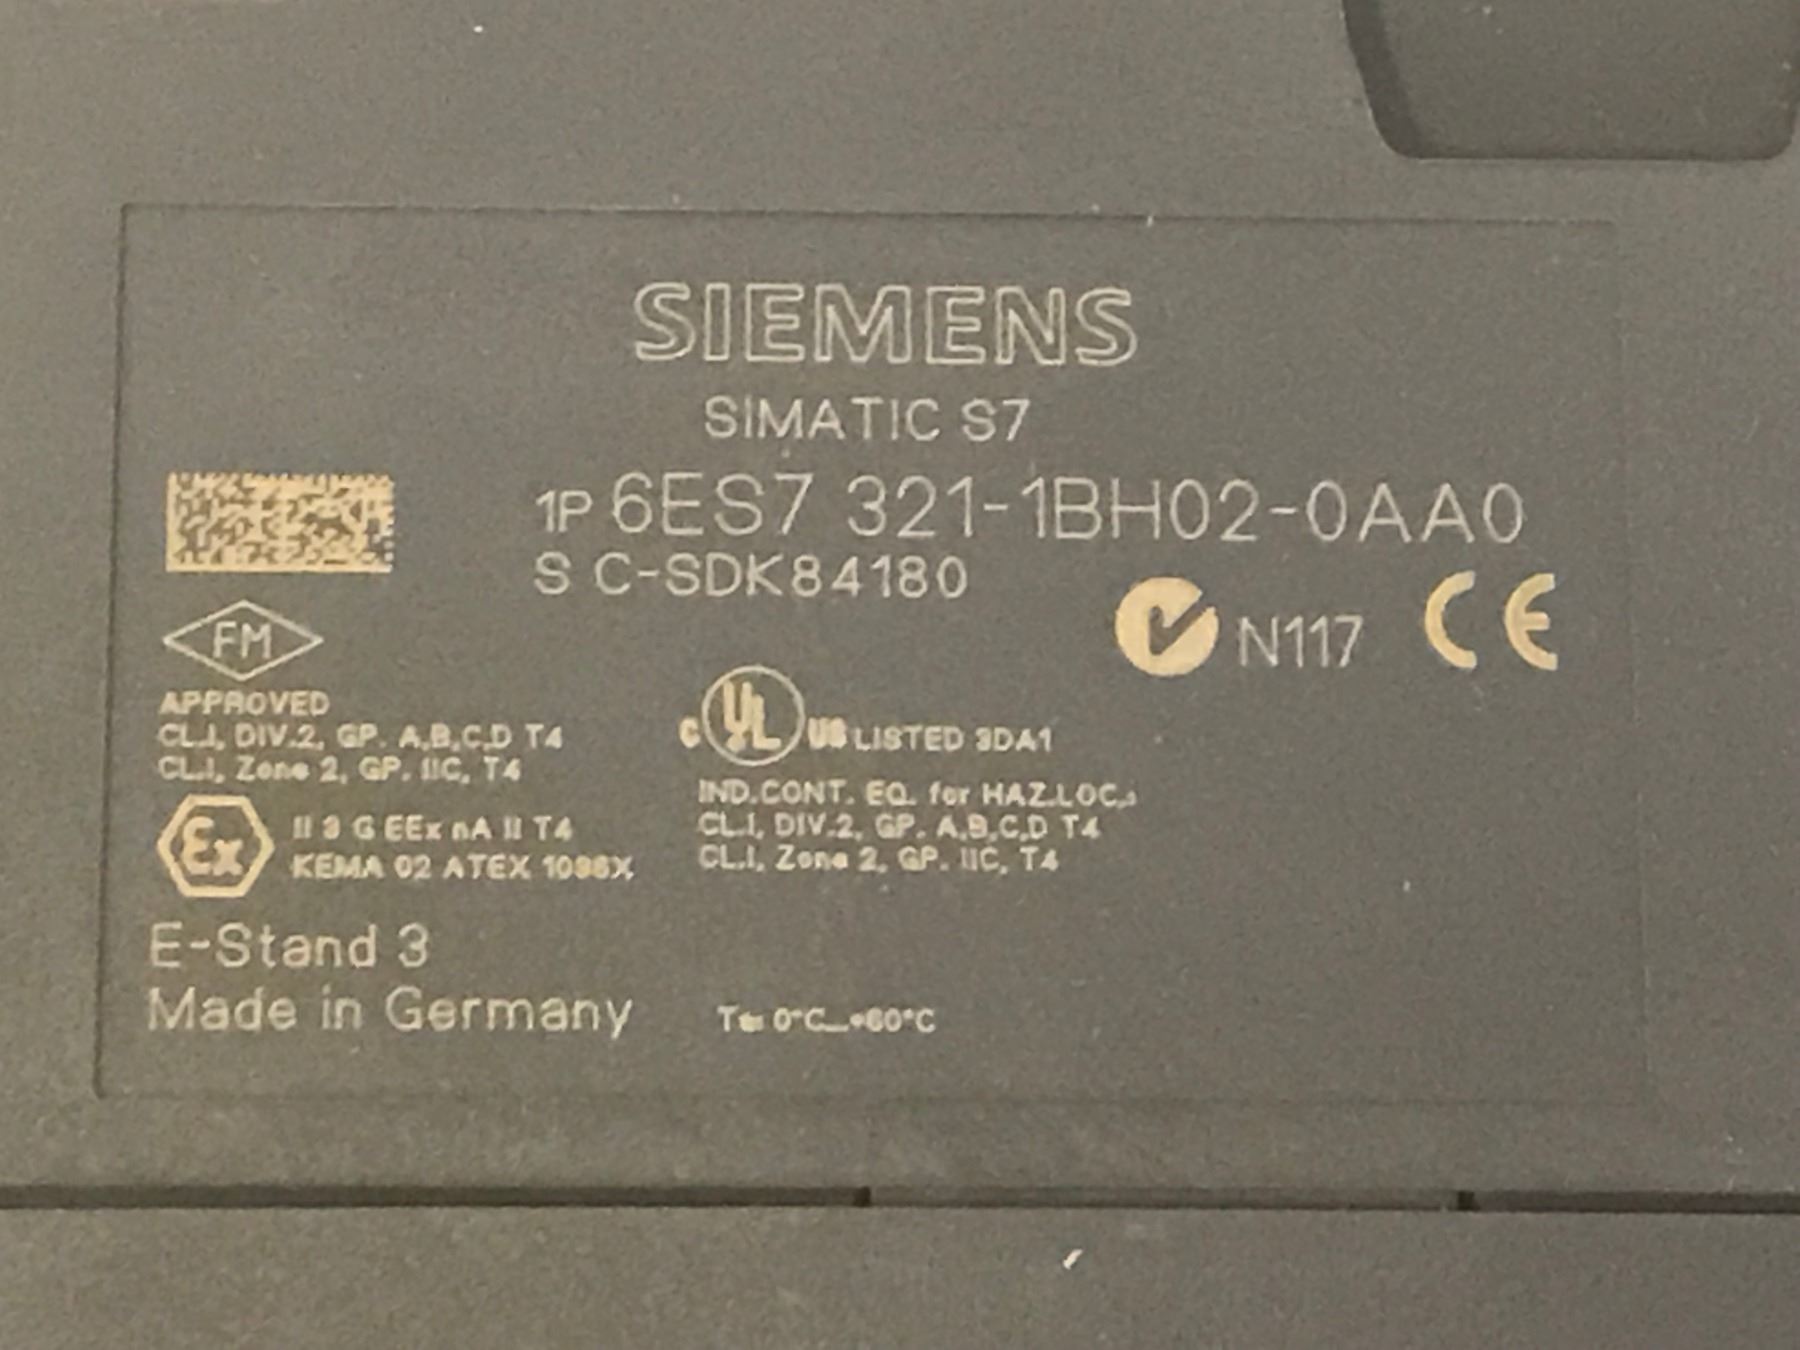 SIEMENS
SIMATIC S7
1P 6ES7 321-1BH02-0AA0
S C-SDK84180
N117 CE
FM
APPROVED
CL.I, DIV.2, GP. A,B,C,D T4
CL.I, Zone 2, GP. IIC, T4
C UL US LISTED 3DA1
IND.CONT. EQ. for HAZ.LOC.
CL.I, DIV.2, GP. A,B,C,D T4
CL.I, Zone 2, GP. IIC, T4
Ex II 3 G EEx nA II T4
KEMA 02 ATEX
E-Stand 3
Made in Germany
0°C...+60°C